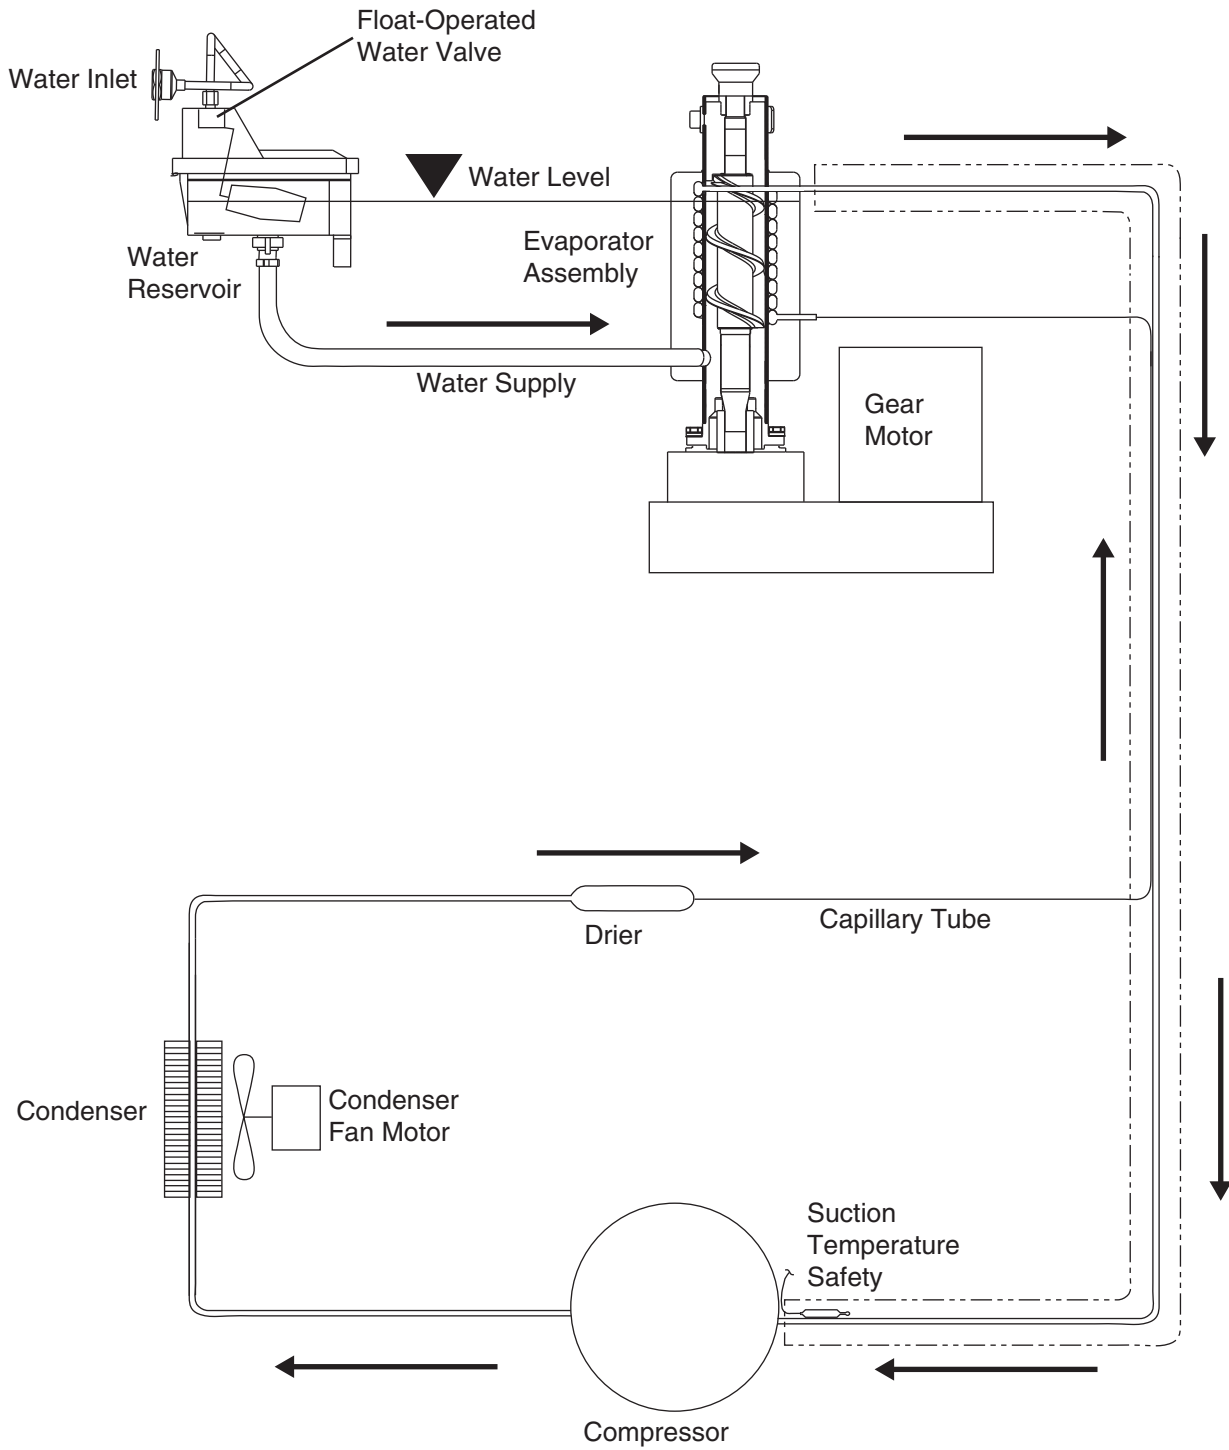 Float-Operated
Water Valve
Water Inlet
Water Level
Water
Reservoir
Evaporator
Assembly
Water Supply
Gear
Motor
Drier
Capillary Tube
Condenser
Condenser
Fan Motor
Suction
Temperature
Safety
Compressor